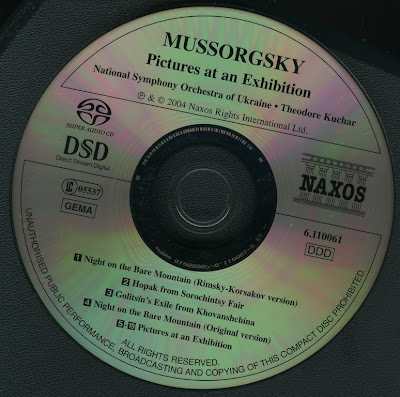 MUSSORGSKY
Pictures at an Exhibition
National Symphony Orchestra of Ukraine • Theodore Kuchar
℗ & © 2004 Naxos Rights International Ltd.
SUPER AUDIO CD
DSD
Direct Stream Digital
LC 05537
GEMA
NAXOS
6.110061
DDD
1 Night on the Bare Mountain (Rimsky-Korsakov version)
2 Hopak from Sorochintsy Fair
3 Golitsïn's Exile from Khovanshchina
4 Night on the Bare Mountain (Original version)
5-19 Pictures at an Exhibition
ALL RIGHTS RESERVED.
UNAUTHORISED PUBLIC PERFORMANCE, BROADCASTING AND COPYING OF THIS COMPACT DISC PROHIBITED.